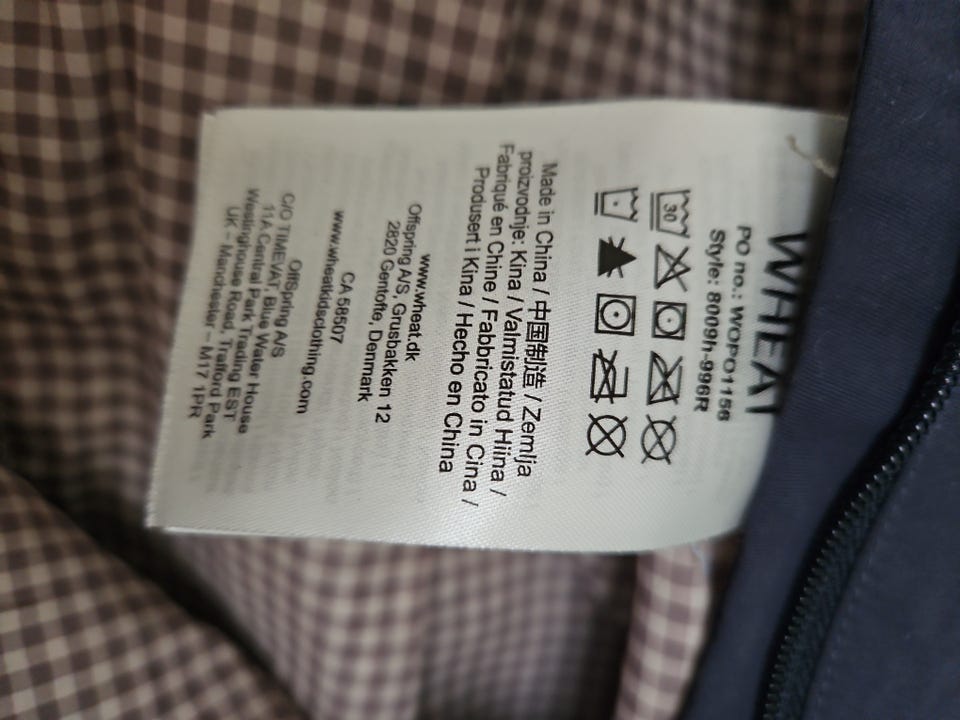 WHEAT
PO no.: WOPO1156
Style: 8009h-996R
30
Made in China / 中国制造 / Zemlja
proizvodnje: Kina / Valmistatud Hiina /
Fabriqué en Chine / Fabbricato in Cina /
Produsert i Kina / Hecho en China
www.wheat.dk
Offspring A/S, Grusbakken 12
2820 Gentofte, Denmark
CA 58507
www.wheatkidsclothing.com
Offspring A/S
C/O TIMEVAT, Blue Water House
11A Central Park Trading EST
Westinghouse Road, Trafford Park
UK - Manchester – M17 1PR